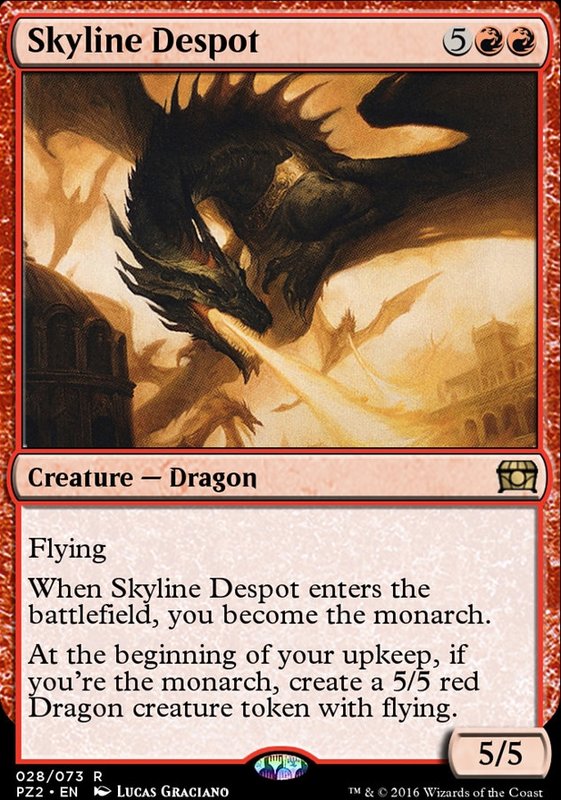 Skyline Despot 5
Creature — Dragon
Flying
When Skyline Despot enters the
battlefield, you become the monarch.
At the beginning of your upkeep, if
you're the monarch, create a 5/5 red
Dragon creature token with flying.
5/5
028/073 R
PZ2 • EN Lucas Graciano ™ & © 2016 Wizards of the Coast